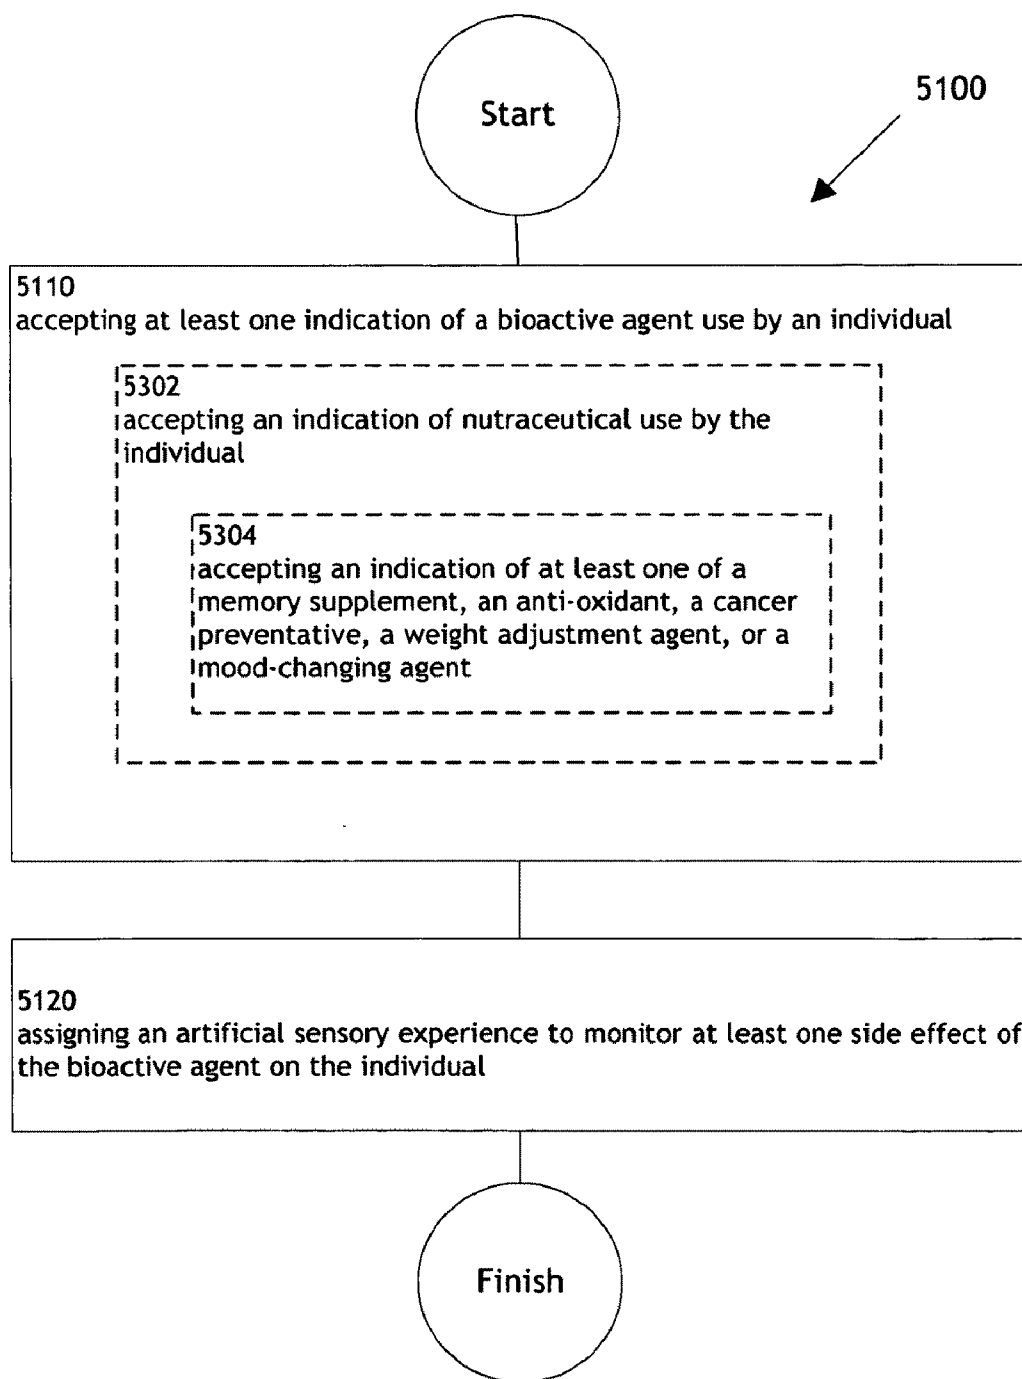 Start
5100
5110
accepting at least one indication of a bioactive agent use by an individual
5302
accepting an indication of nutraceutical use by the
individual
5304
accepting an indication of at least one of a
memory supplement, an anti-oxidant, a cancer
preventative, a weight adjustment agent, or a
mood-changing agent
5120
assigning an artificial sensory experience to monitor at least one side effect of
the bioactive agent on the individual
Finish